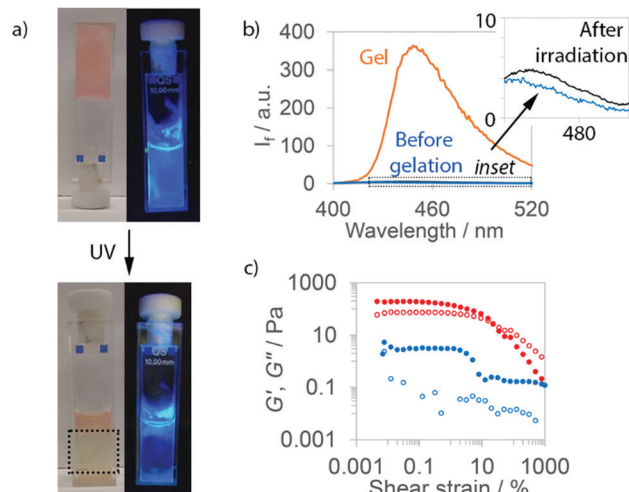 a)
QS
10,00mm
UV
QS
10,00mm
b)
400
300
200
100
0
I_f / a.u.
Gel
Before
gelation
inset
400
460
520
Wavelength / nm
10
0
After
irradiation
480
c)
1000
10
0.1
0.001
G', G" / Pa
0.001
0.1
10
1000
Shear strain / %